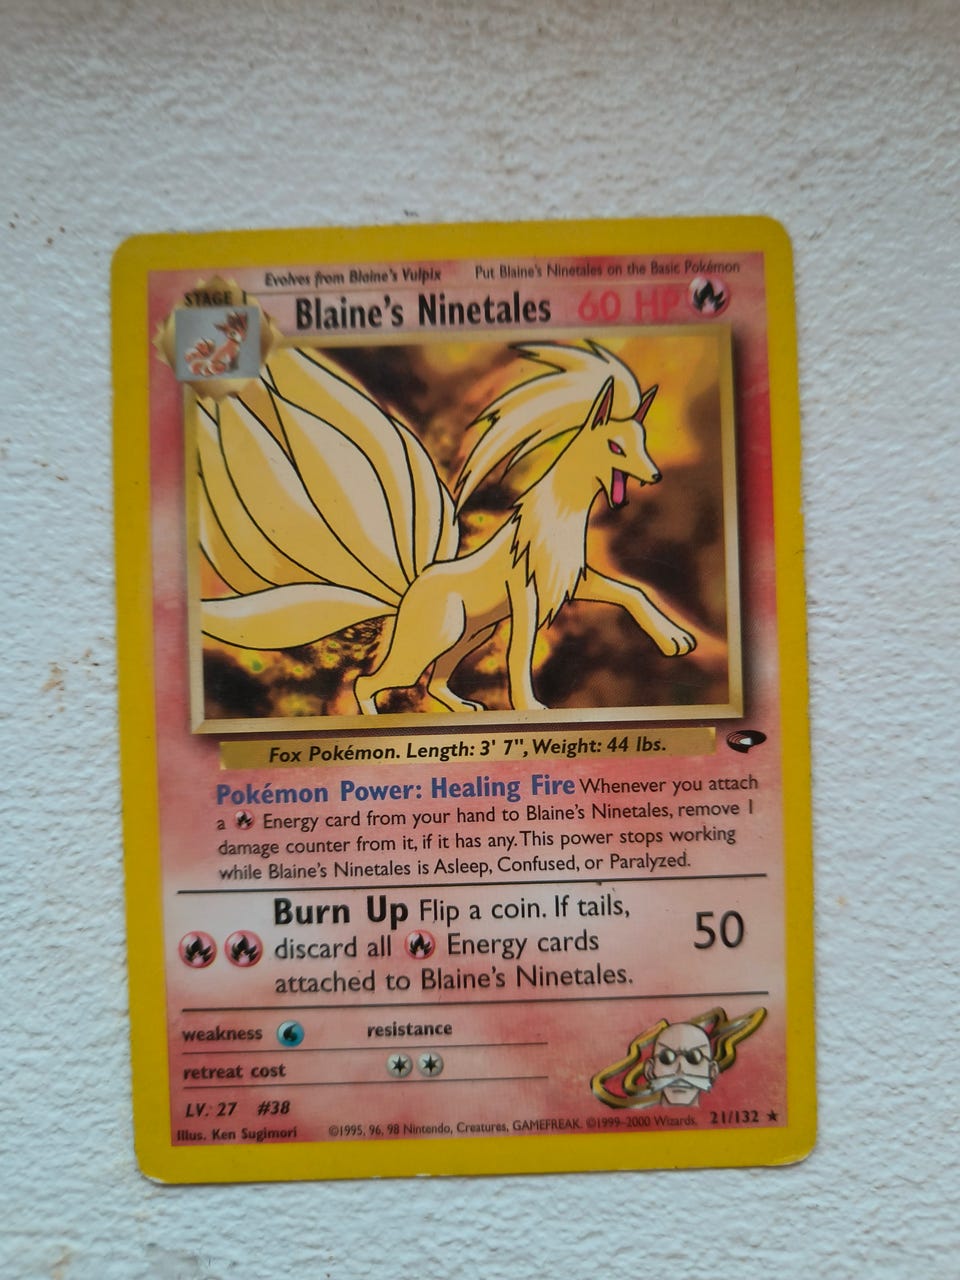 Evolves from Blaine's Vulpix Put Blaine's Ninetales on the Basic Pokémon
STAGE 1
Blaine's Ninetales 60 HP
Fox Pokémon. Length: 3' 7", Weight: 44 lbs.
Pokémon Power: Healing Fire Whenever you attach
a Energy card from your hand to Blaine's Ninetales, remove 1
damage counter from it, if it has any. This power stops working
while Blaine's Ninetales is Asleep, Confused, or Paralyzed.
Burn Up Flip a coin. If tails,
discard all Energy cards
attached to Blaine's Ninetales.
50
weakness resistance
retreat cost
LV. 27 #38
Illus. Ken Sugimori ©1995, 96, 98 Nintendo, Creatures, GAMEFREAK. ©1999-2000 Wizards. 21/132 ★